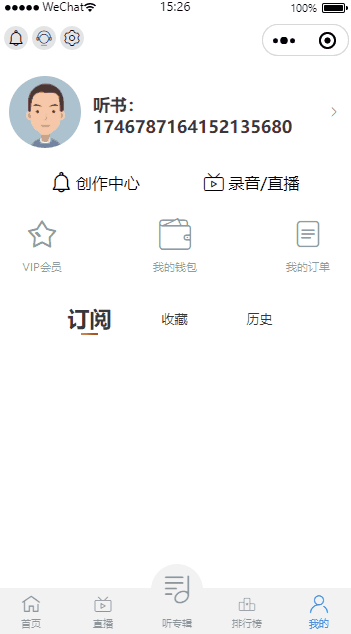 WeChat 15:26 100%
听书：
1746787164152135680
创作中心 录音/直播
VIP会员 我的钱包 我的订单
订阅 收藏 历史
首页 直播 听专辑 排行榜 我的